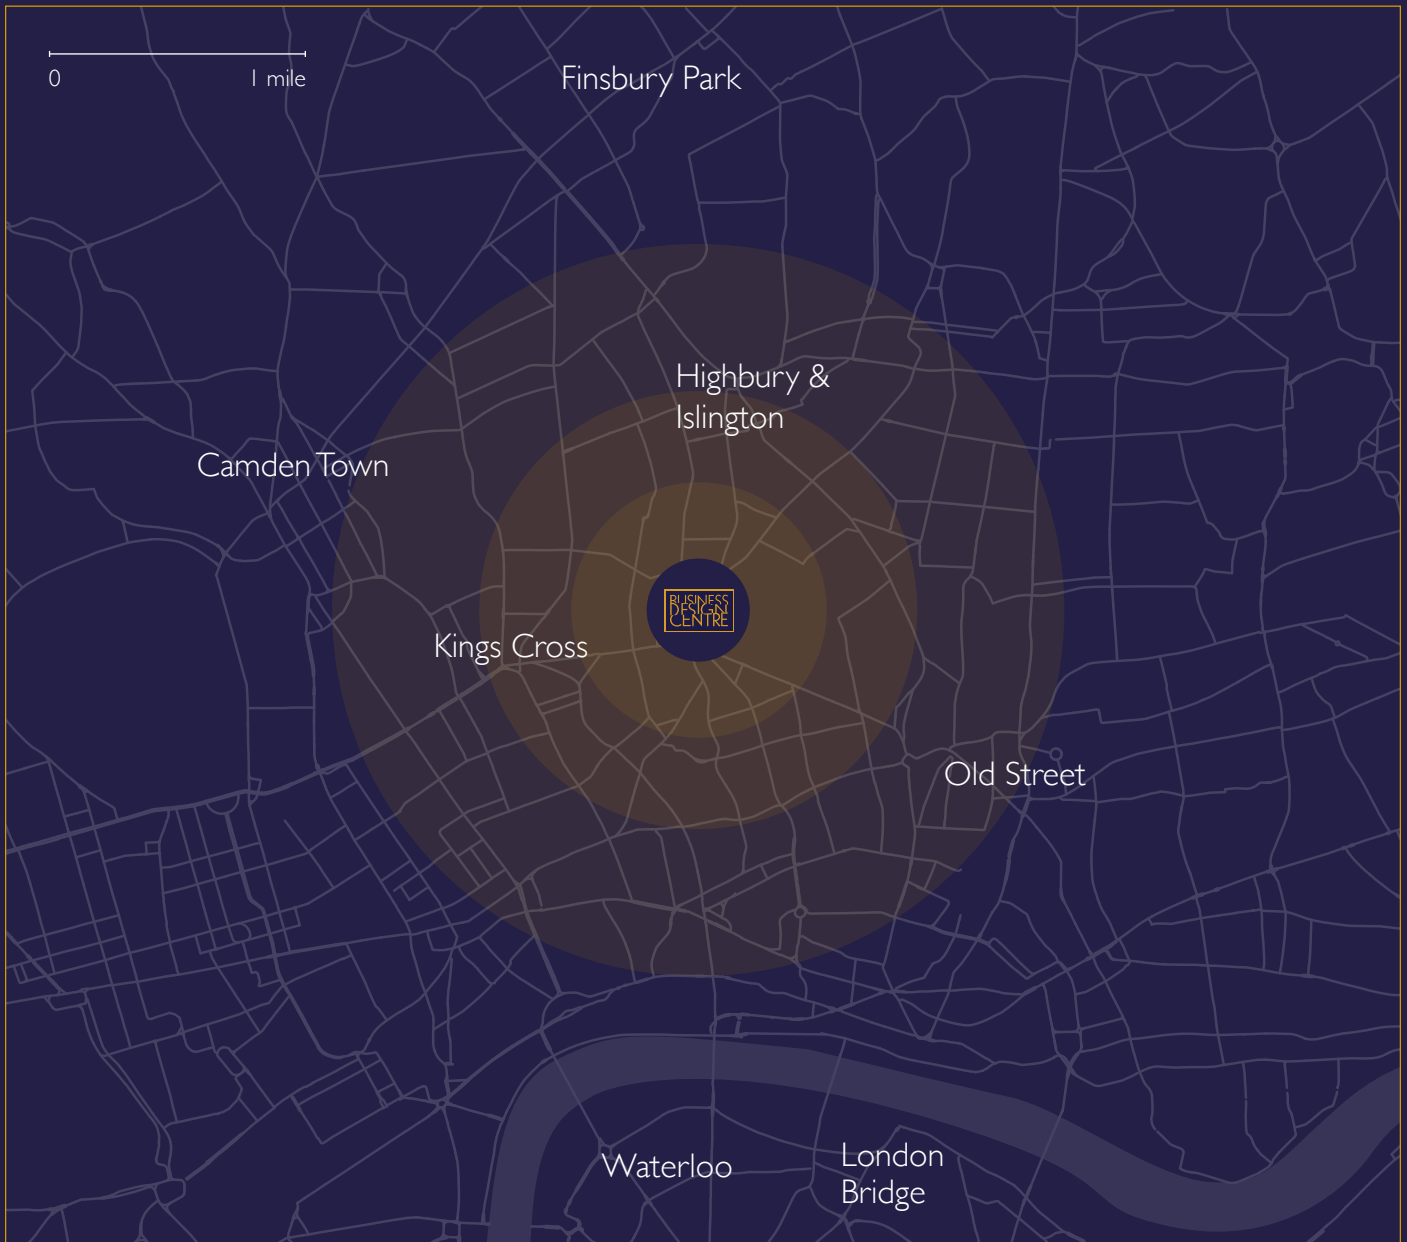 0 1 mile
Finsbury Park
Highbury &
Islington
Camden Town
BUSINESS
DESIGN
CENTRE
Kings Cross
Old Street
Waterloo
London
Bridge